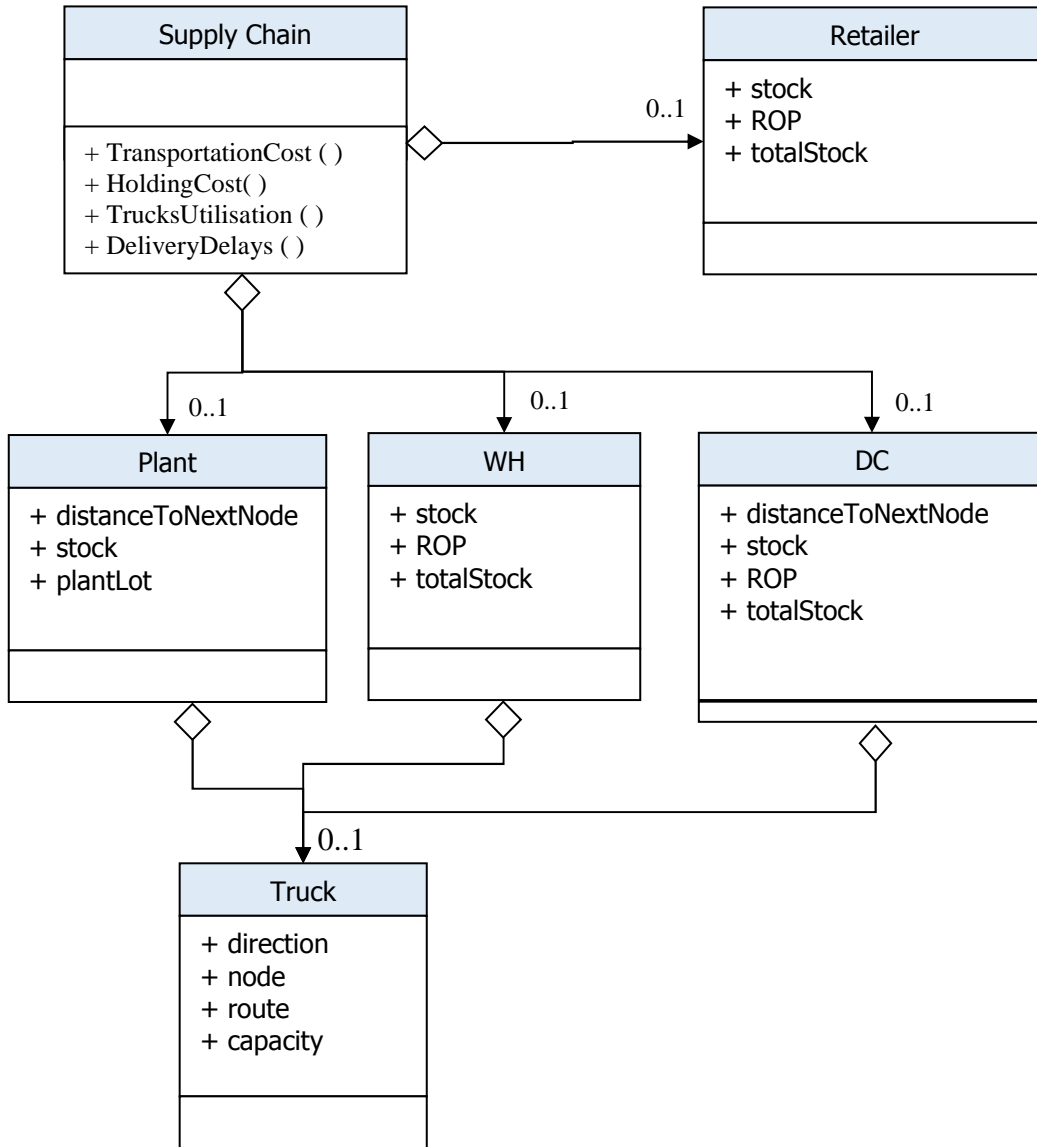 Supply Chain
+ TransportationCost ( )
+ HoldingCost( )
+ TrucksUtilisation ( )
+ DeliveryDelays ( )
0..1
Retailer
+ stock
+ ROP
+ totalStock
0..1
0..1
0..1
Plant
+ distanceToNextNode
+ stock
+ plantLot
WH
+ stock
+ ROP
+ totalStock
DC
+ distanceToNextNode
+ stock
+ ROP
+ totalStock
0..1
Truck
+ direction
+ node
+ route
+ capacity